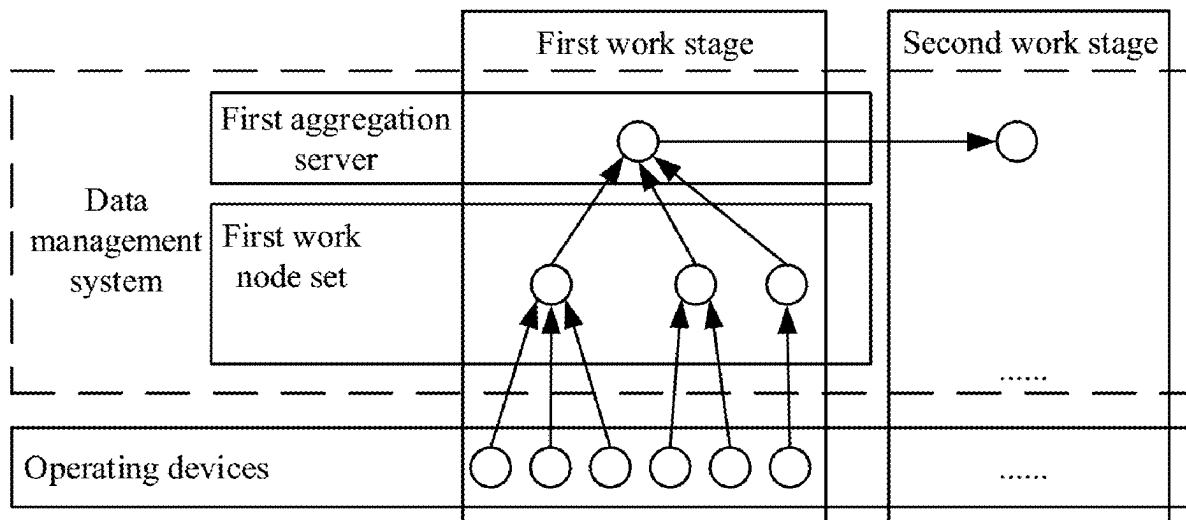 First work stage
Second work stage
First aggregation
server
Data
management
system
First work
node set
......
Operating devices
......